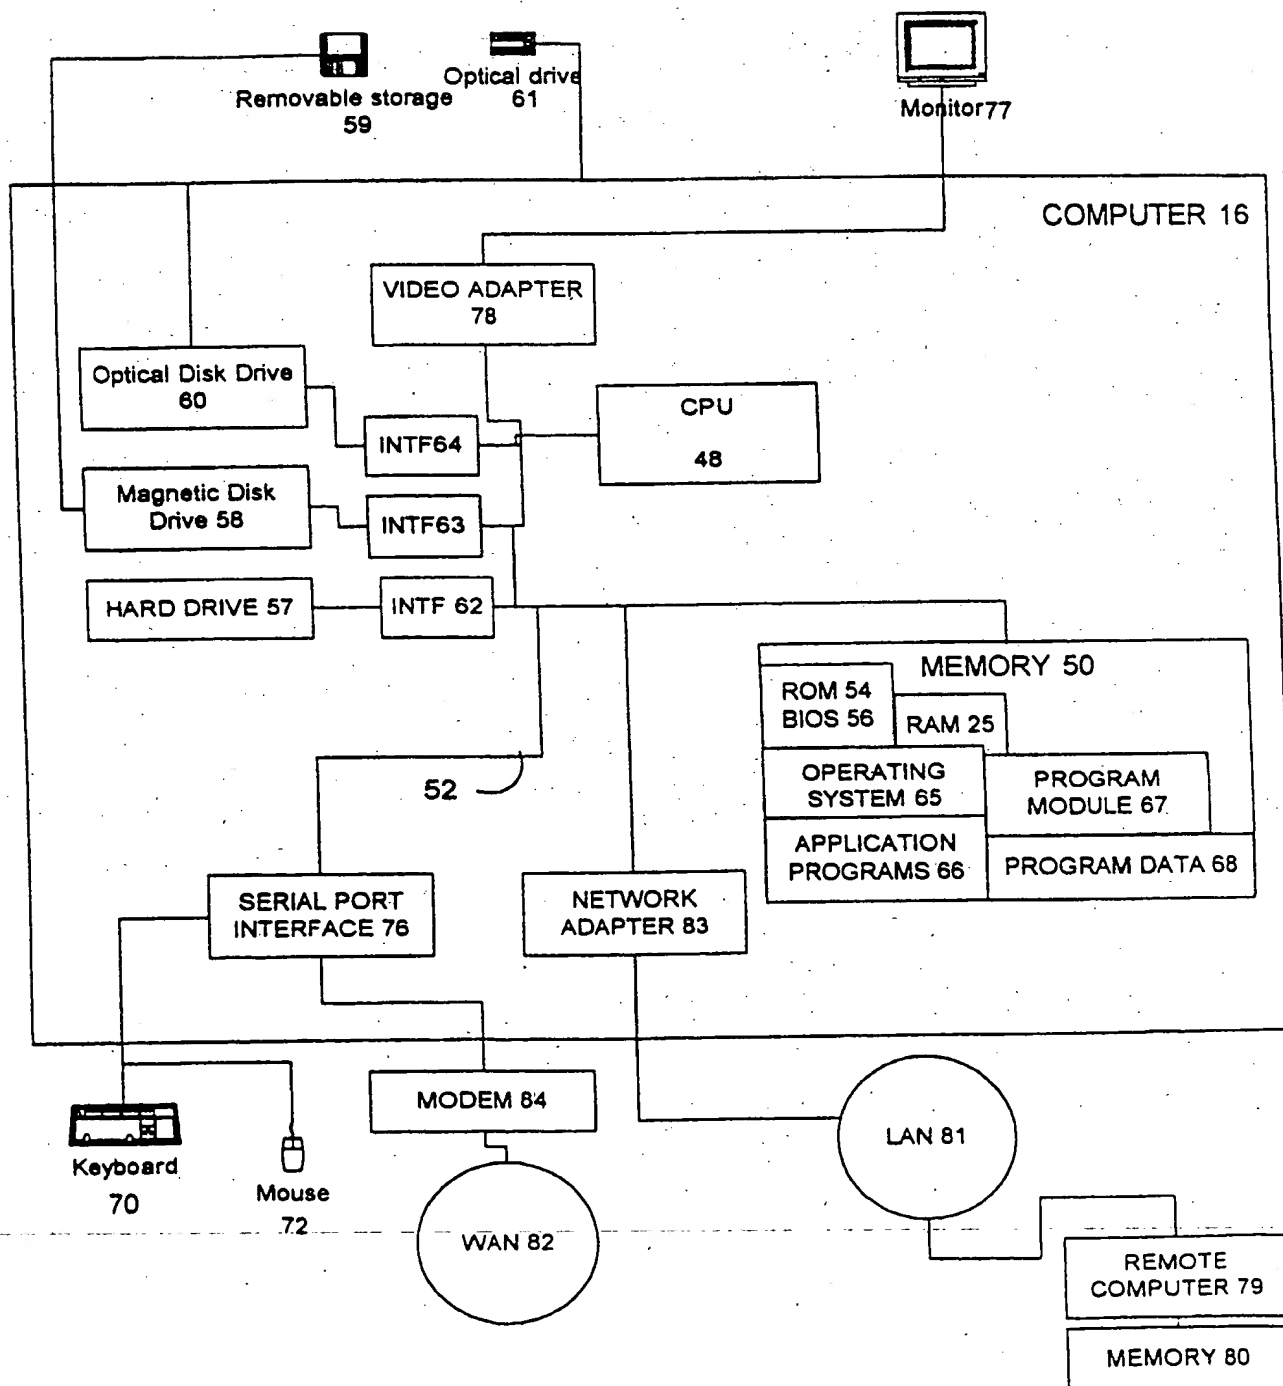 Removable storage
59
Optical drive
61
Monitor77
COMPUTER 16
VIDEO ADAPTER
78
Optical Disk Drive
60
INTF64
CPU
48
Magnetic Disk
Drive 58
INTF63
HARD DRIVE 57
INTF 62
MEMORY 50
ROM 54
BIOS 56
RAM 25
OPERATING
SYSTEM 65
PROGRAM
MODULE 67
APPLICATION
PROGRAMS 66
PROGRAM DATA 68
52
SERIAL PORT
INTERFACE 76
NETWORK
ADAPTER 83
MODEM 84
LAN 81
Keyboard
70
Mouse
72
WAN 82
REMOTE
COMPUTER 79
MEMORY 80